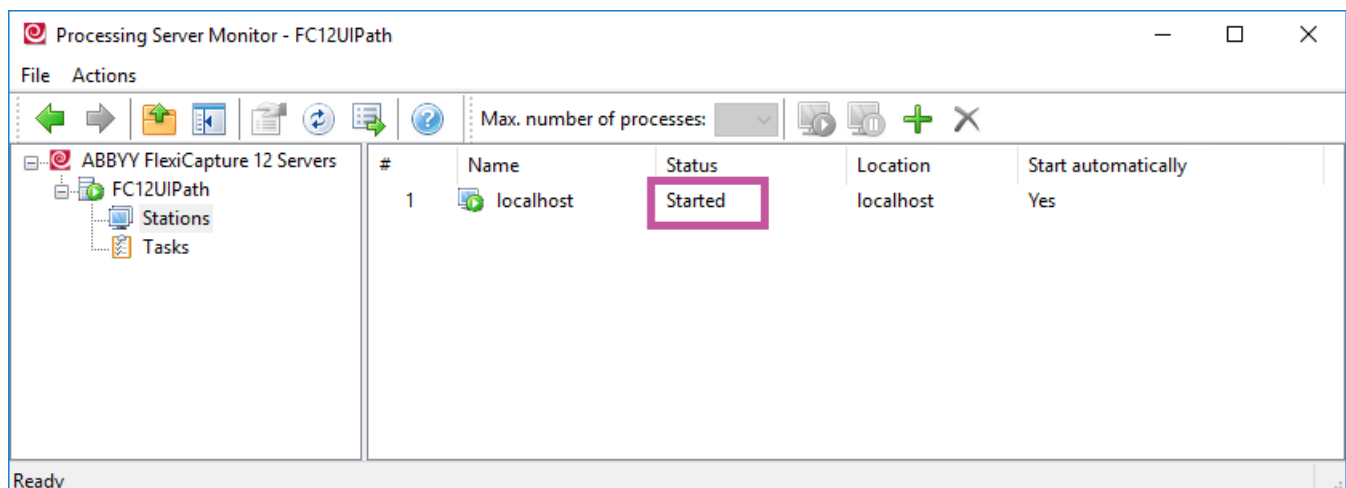 Processing Server Monitor - FC12UIPath
File Actions
Max. number of processes:
ABBYY FlexiCapture 12 Servers
FC12UIPath
Stations
Tasks
# Name Status Location Start automatically
1 localhost Started localhost Yes
Ready